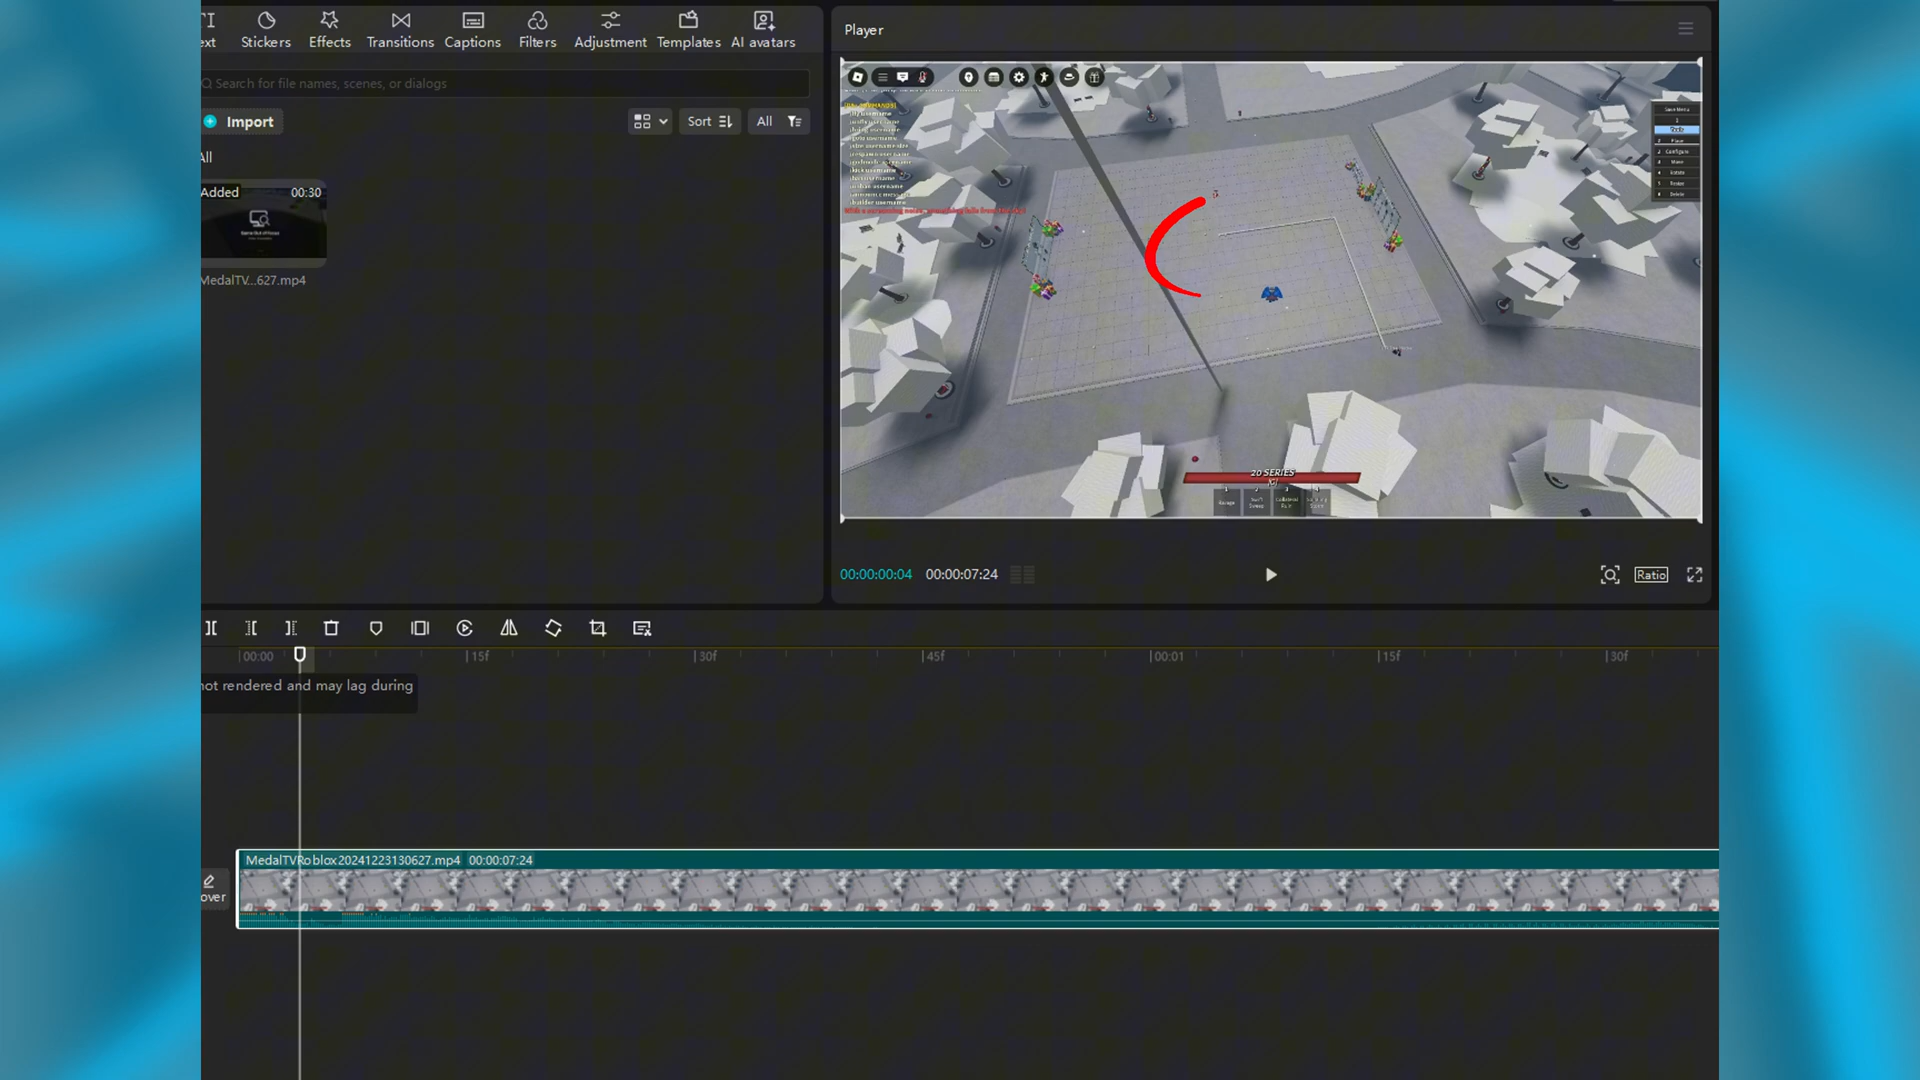 ext
Stickers
Effects
Transitions
Captions
Filters
Adjustment
Templates
AI avatars
Search for file names, scenes, or dialogs
Import
Sort
All
All
Added
00:30
MedalTV...627.mp4
Player
20 SERIES
00:00:00:04
00:00:07:24
Ratio
00:00
15f
30f
45f
00:01
15f
30f
not rendered and may lag during
MedalTVRoblox20241223130627.mp4 00:00:07:24
over